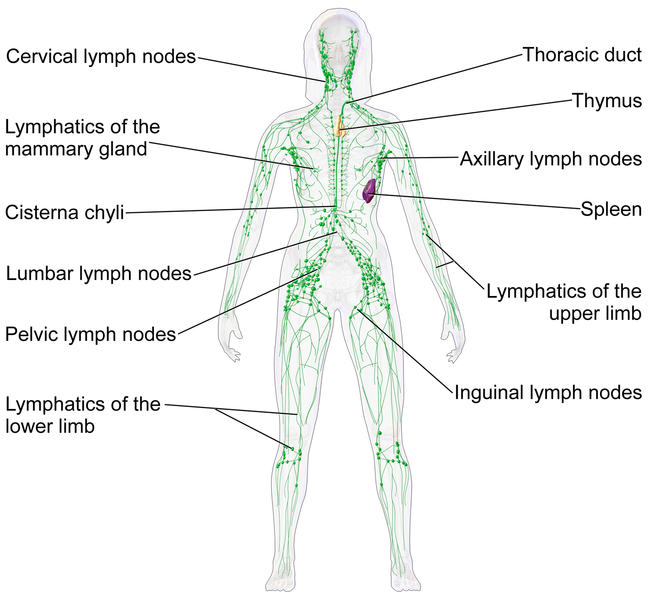 Cervical lymph nodes
Lymphatics of the
mammary gland
Cisterna chyli
Lumbar lymph nodes
Pelvic lymph nodes
Lymphatics of the
lower limb
Thoracic duct
Thymus
Axillary lymph nodes
Spleen
Lymphatics of the
upper limb
Inguinal lymph nodes